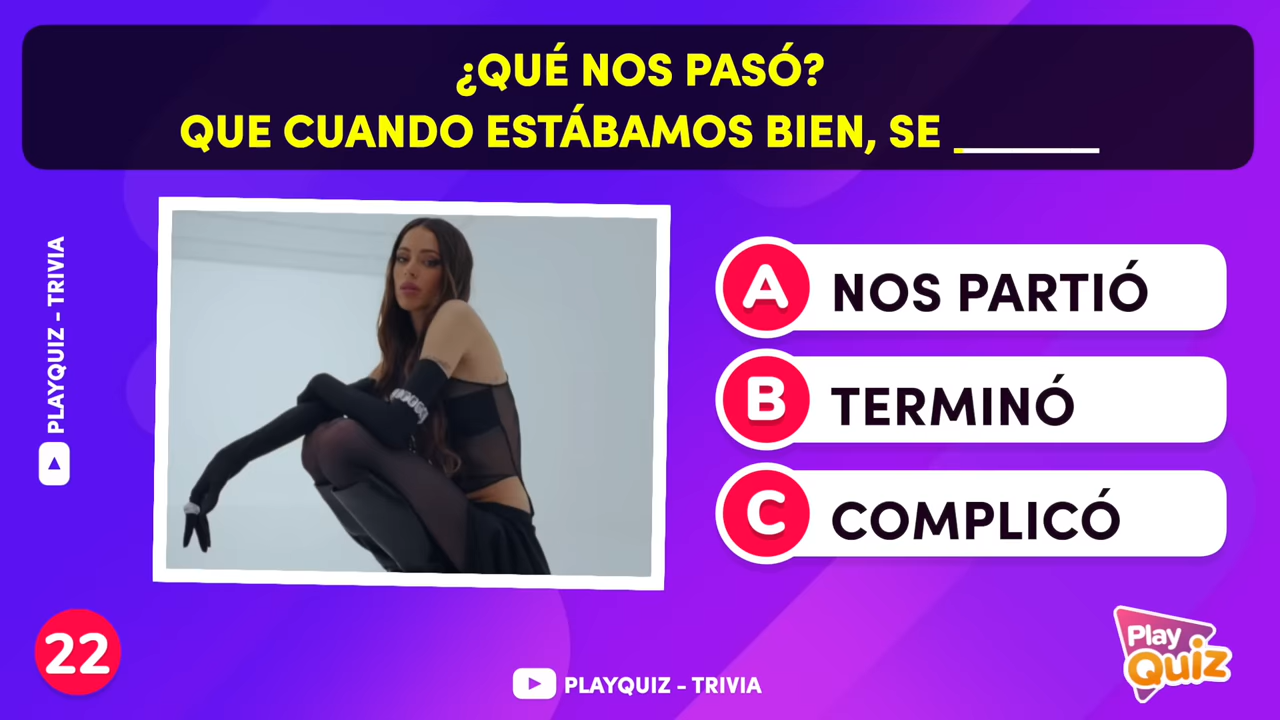 ¿QUÉ NOS PASÓ?
QUE CUANDO ESTÁBAMOS BIEN, SE ______
PLAYQUIZ - TRIVIA
A NOS PARTIÓ
B TERMINÓ
C COMPLICÓ
22
PLAYQUIZ - TRIVIA
Play
Quiz